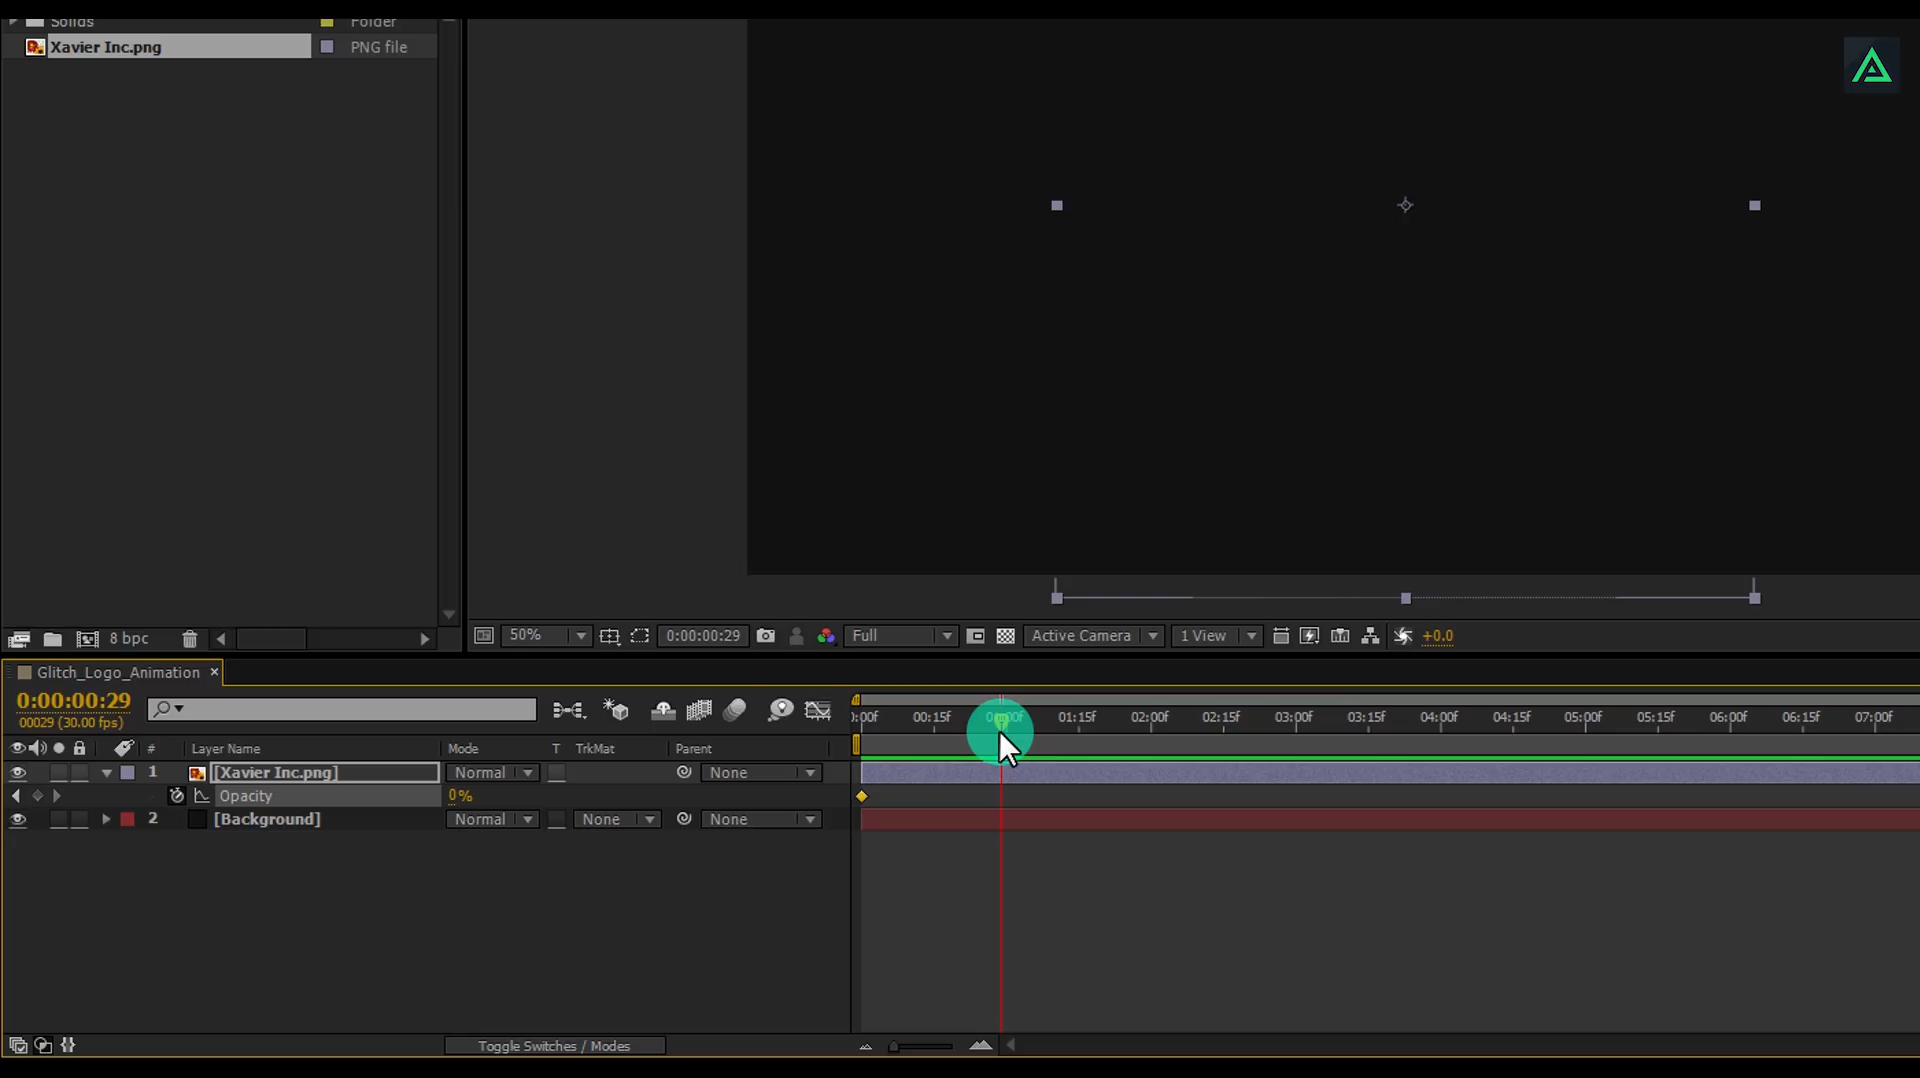 Solids Folder
Xavier Inc.png PNG file
8 bpc
50% 0:00:00:29 Full Active Camera 1 View +0.0
Glitch_Logo_Animation ×
0:00:00:29
00029 (30.00 fps)
:00f 00:15f 01:15f 02:00f 02:15f 03:00f 03:15f 04:00f 04:15f 05:00f 05:15f 06:00f 06:15f 07:00f
# Layer Name Mode T TrkMat Parent
1 [Xavier Inc.png] Normal None
Opacity 0%
2 [Background] Normal None None
Toggle Switches / Modes